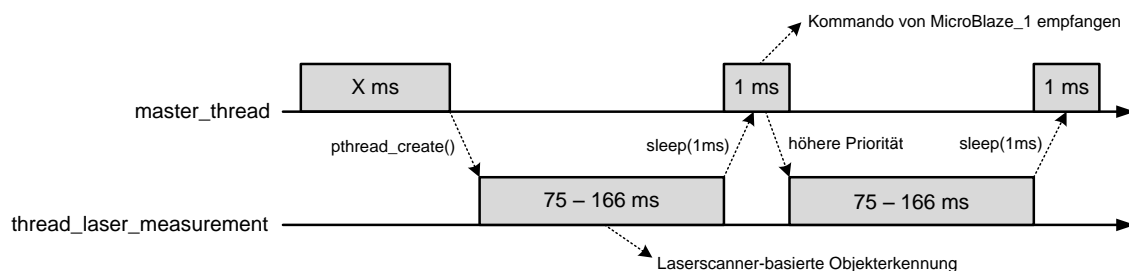 Kommando von MicroBlaze_1 empfangen
X ms
1 ms
1 ms
master_thread
pthread_create()
sleep(1ms)
höhere Priorität
sleep(1ms)
75 – 166 ms
75 – 166 ms
thread_laser_measurement
Laserscanner-basierte Objekterkennung